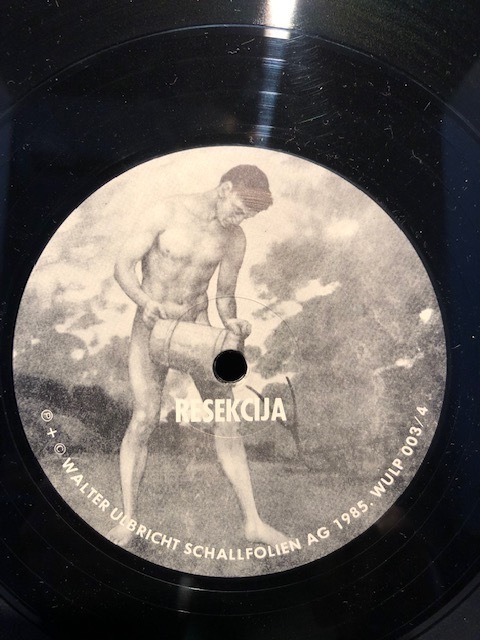 RESEKCIJA
℗ + © WALTER ULBRICHT SCHALLFOLIEN AG 1985. WULP 003/4